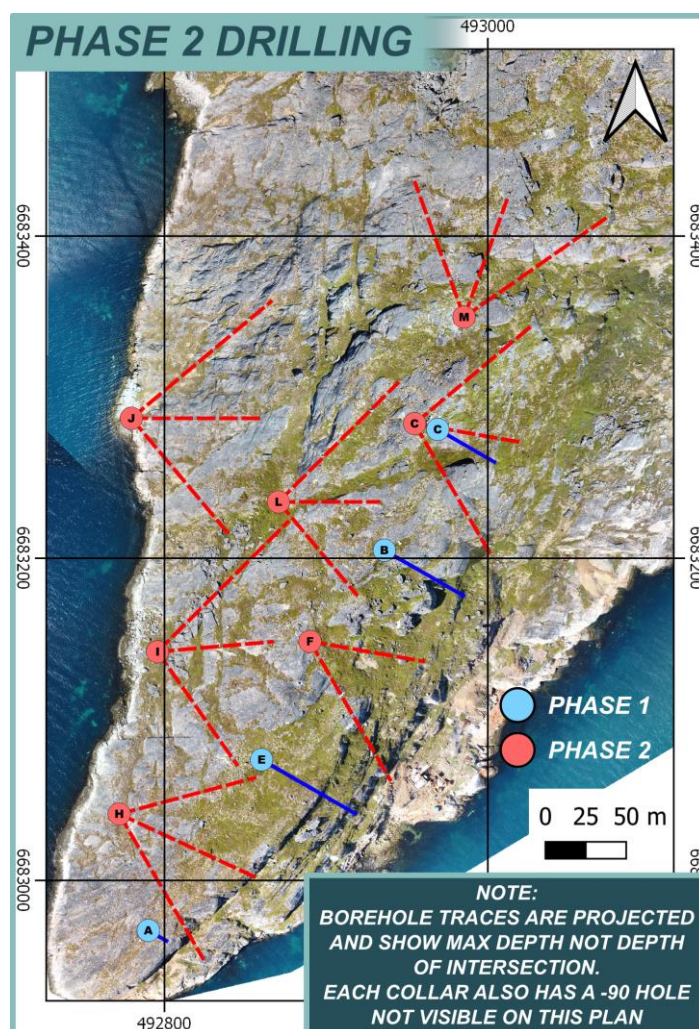 PHASE 2 DRILLING
493000
6683400
6683400
M
J
C
C
L
6683200
6683200
B
I
F
PHASE 1
E
PHASE 2
H
0 25 50 m
6683000
A
NOTE:
BOREHOLE TRACES ARE PROJECTED
AND SHOW MAX DEPTH NOT DEPTH
OF INTERSECTION.
EACH COLLAR ALSO HAS A -90 HOLE
NOT VISIBLE ON THIS PLAN
492800